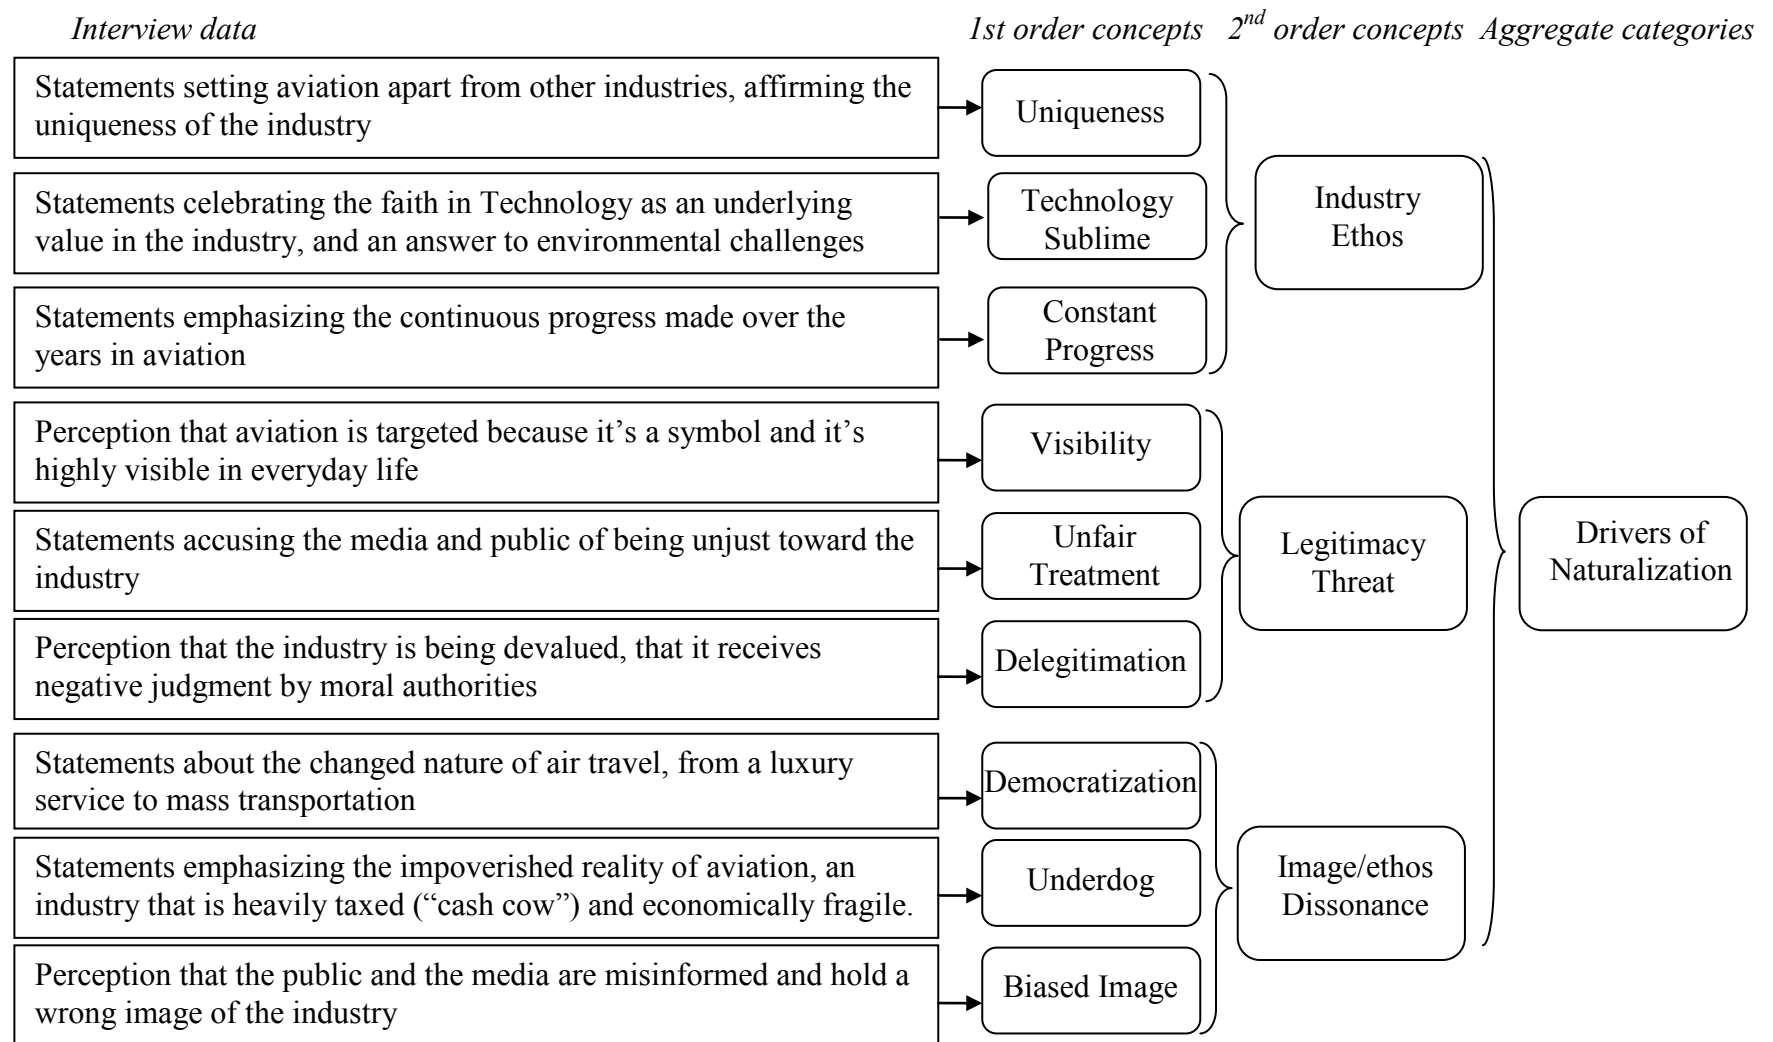 Interview data
1st order concepts
2nd order concepts
Aggregate categories
Statements setting aviation apart from other industries, affirming the
uniqueness of the industry
Uniqueness
Statements celebrating the faith in Technology as an underlying
value in the industry, and an answer to environmental challenges
Technology
Sublime
Statements emphasizing the continuous progress made over the
years in aviation
Constant
Progress
Industry
Ethos
Perception that aviation is targeted because it’s a symbol and it’s
highly visible in everyday life
Visibility
Statements accusing the media and public of being unjust toward the
industry
Unfair
Treatment
Perception that the industry is being devalued, that it receives
negative judgment by moral authorities
Delegitimation
Legitimacy
Threat
Statements about the changed nature of air travel, from a luxury
service to mass transportation
Democratization
Statements emphasizing the impoverished reality of aviation, an
industry that is heavily taxed (“cash cow”) and economically fragile.
Underdog
Perception that the public and the media are misinformed and hold a
wrong image of the industry
Biased Image
Image/ethos
Dissonance
Drivers of
Naturalization